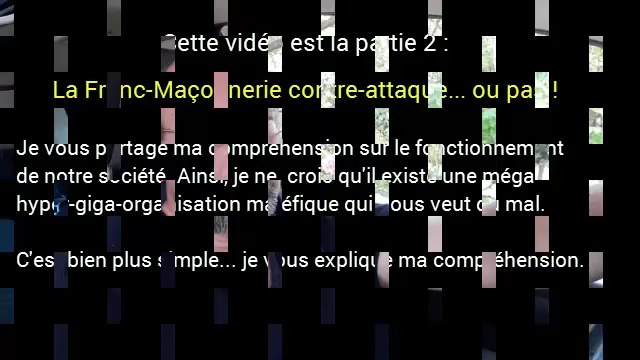 Cette vidéo est la partie 2 :
La Franc-Maçonnerie contre-attaque... ou pas !
Je vous partage ma compréhension sur le fonctionnement
de notre société. Ainsi, je ne crois qu'il existe une méga-
hyper-giga-organisation maléfique qui vous veut du mal.
C'est bien plus simple... je vous explique ma compréhension.